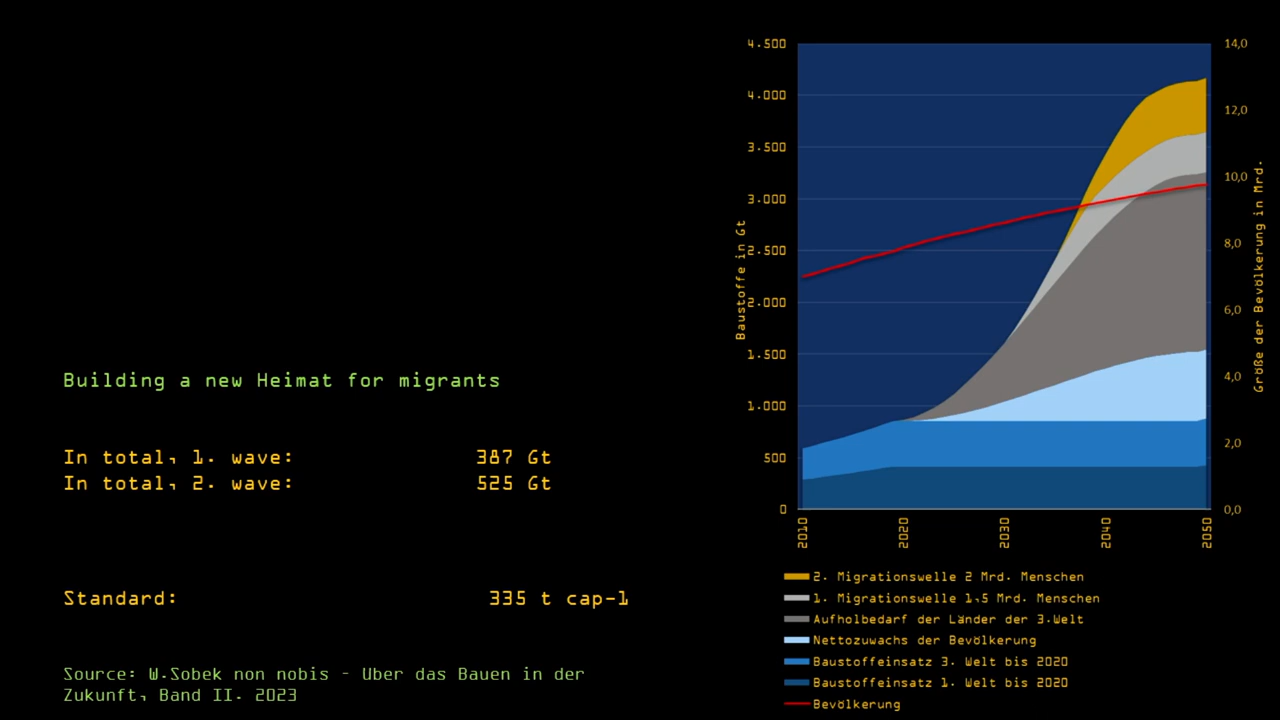 Building a new Heimat for migrants
In total, 1. wave: 387 Gt
In total, 2. wave: 525 Gt
Standard: 335 t cap-1
Source: W.Sobek non nobis - Uber das Bauen in der
Zukunft, Band II. 2023
Baustoffe in Gt
4.500
4.000
3.500
3.000
2.500
2.000
1.500
1.000
500
0
14,0
12,0
10,0
8,0
6,0
4,0
2,0
0,0
Größe der Bevölkerung in Mrd.
2010
2020
2030
2040
2050
2. Migrationswelle 2 Mrd. Menschen
1. Migrationswelle 1,5 Mrd. Menschen
Aufholbedarf der Länder der 3.Welt
Nettozuwachs der Bevölkerung
Baustoffeinsatz 3. Welt bis 2020
Baustoffeinsatz 1. Welt bis 2020
Bevölkerung